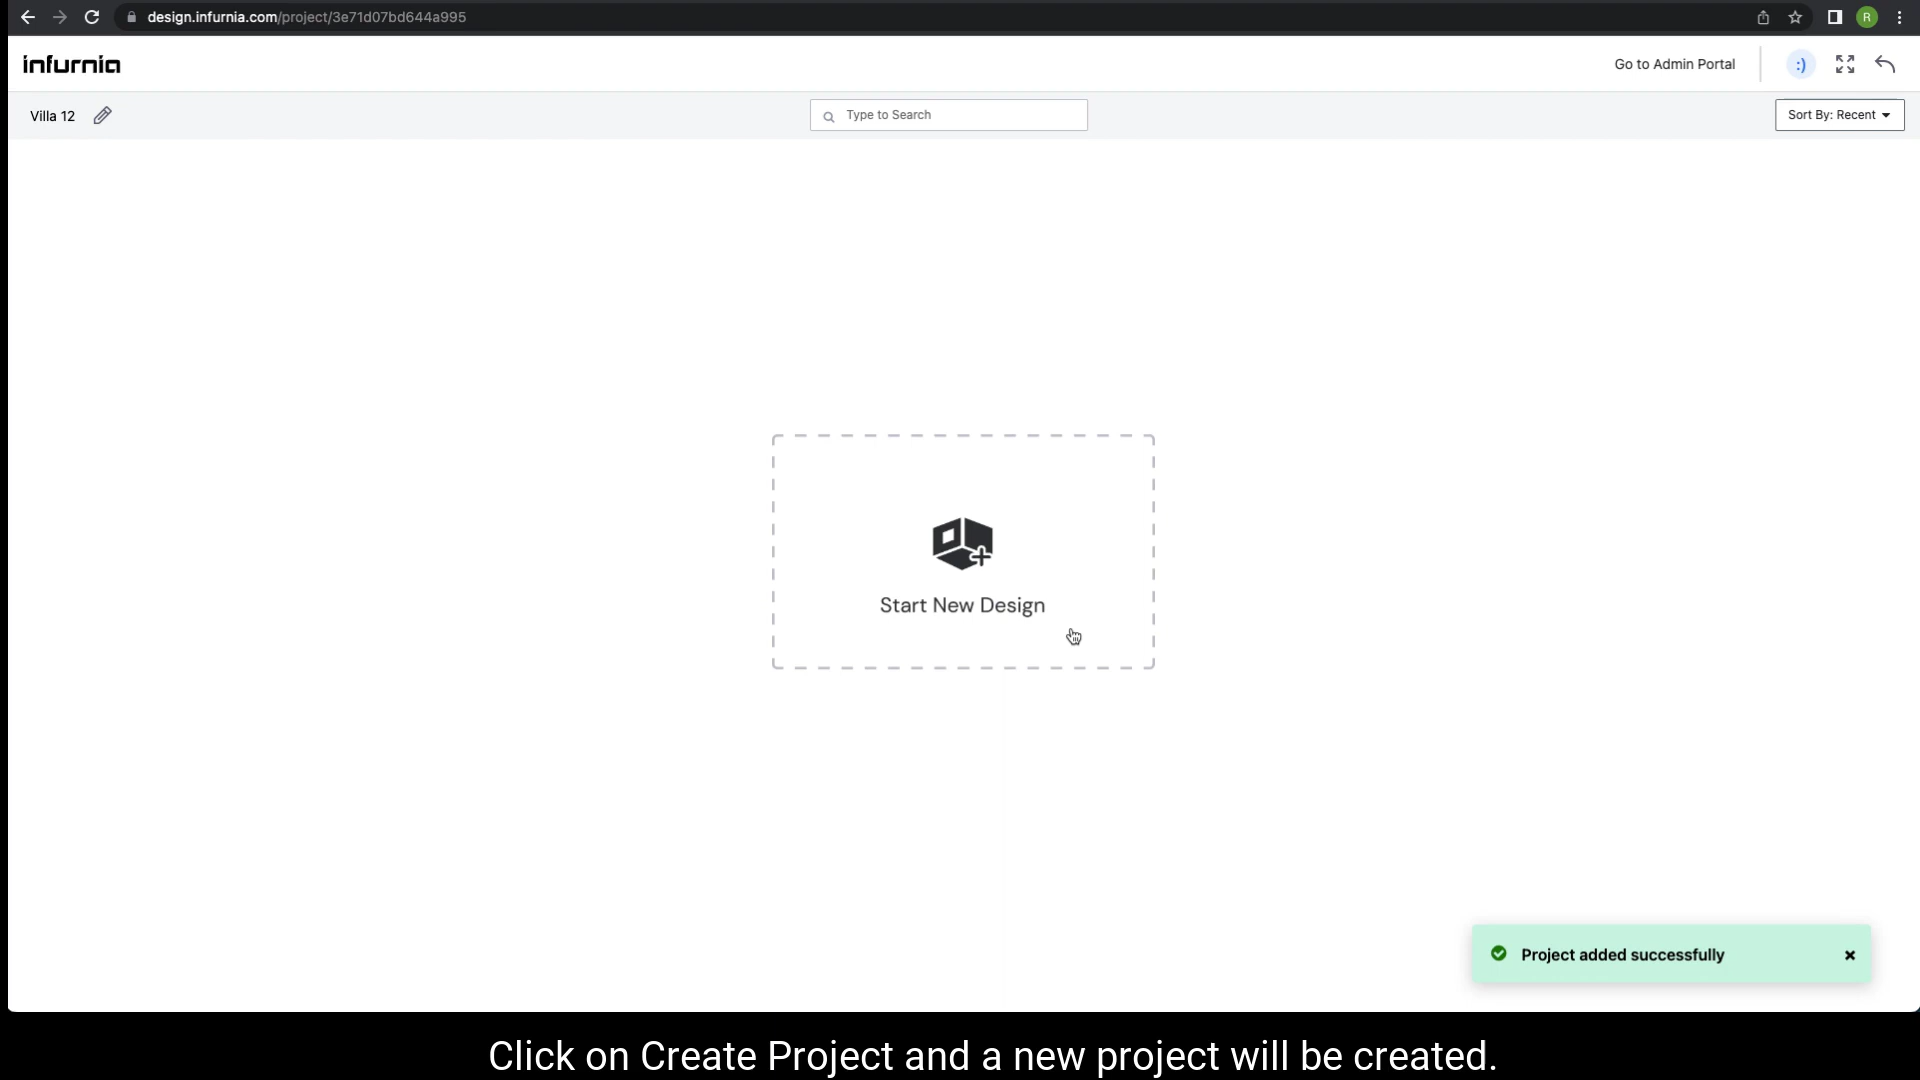 design.infurnia.com/project/3e71d07bd644a995
R
infurnia
Go to Admin Portal
:)
Villa 12
Type to Search
Sort By: Recent
Start New Design
Project added successfully
Click on Create Project and a new project will be created.